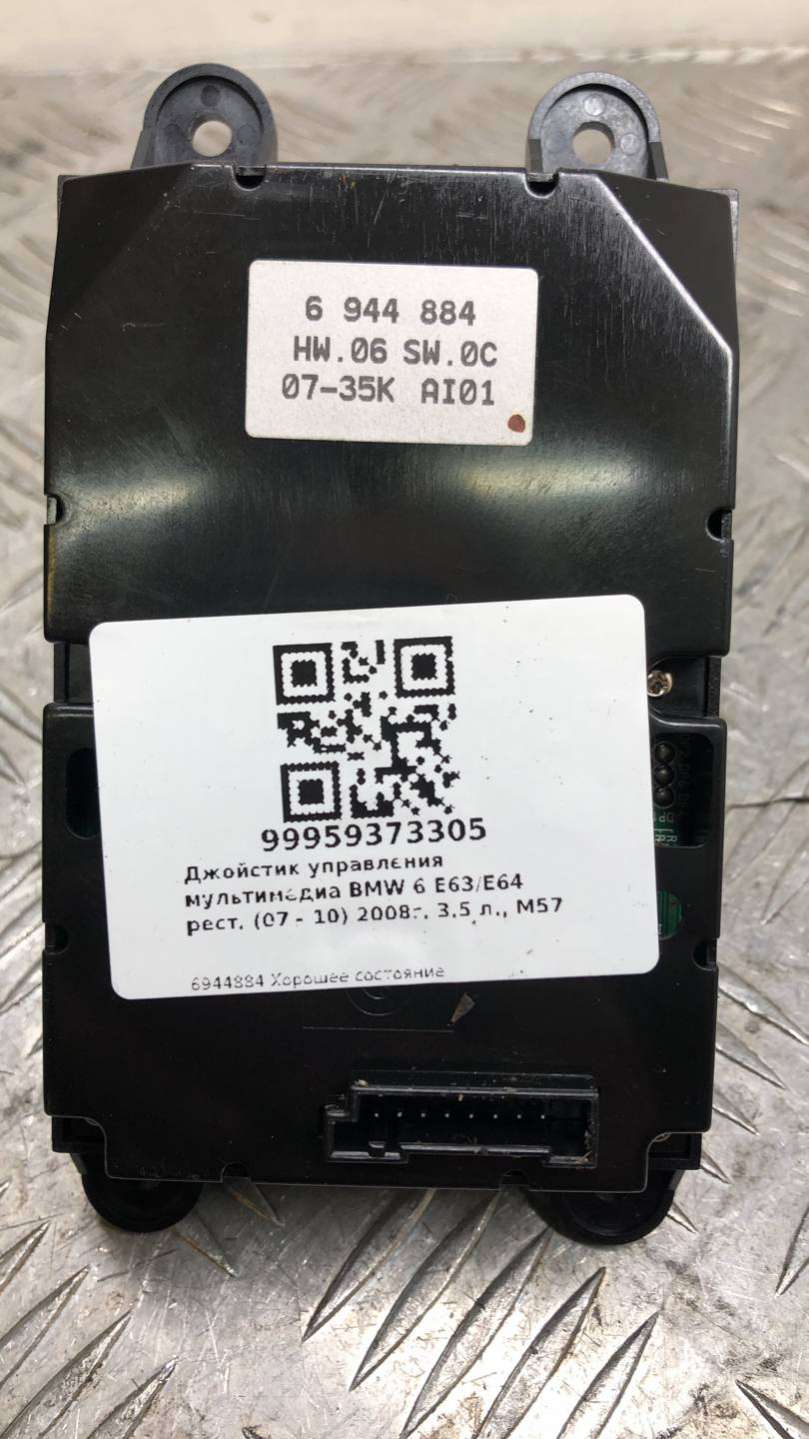 6 944 884
HW.06 SW.0C
07-35K AI01
99959373305
Джойстик управления
мультимедиа BMW 6 E63/E64
рест. (07 - 10) 2008г. 3.5 л., M57
6944884 Хорошее состояние